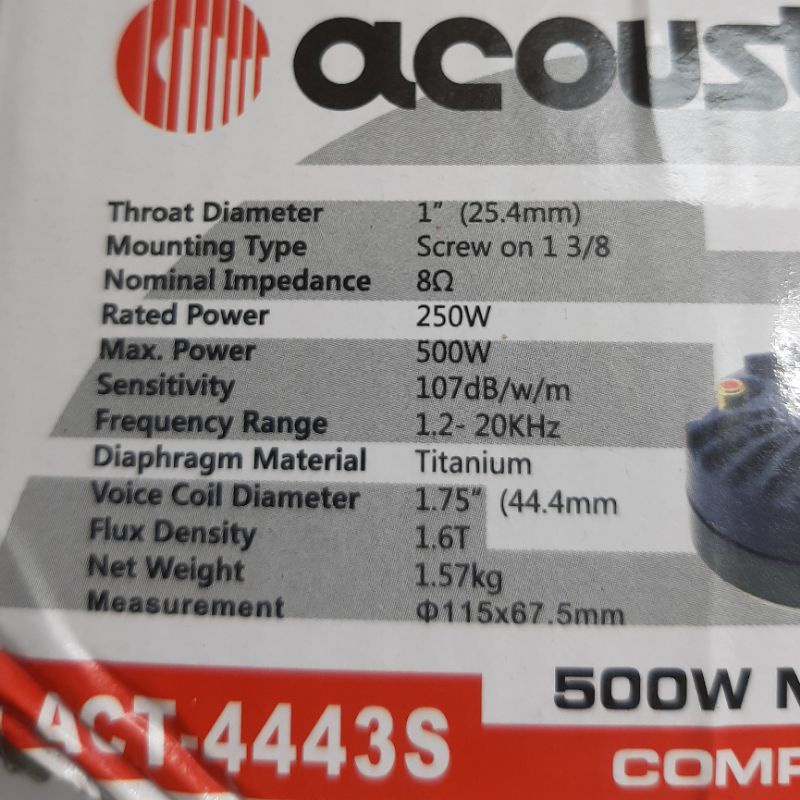 acoust
Throat Diameter 1" (25.4mm)
Mounting Type Screw on 1 3/8
Nominal Impedance 8Ω
Rated Power 250W
Max. Power 500W
Sensitivity 107dB/w/m
Frequency Range 1.2- 20KHz
Diaphragm Material Titanium
Voice Coil Diameter 1.75" (44.4mm
Flux Density 1.6T
Net Weight 1.57kg
Measurement Φ115x67.5mm
500W M
ACT-4443S
COMP